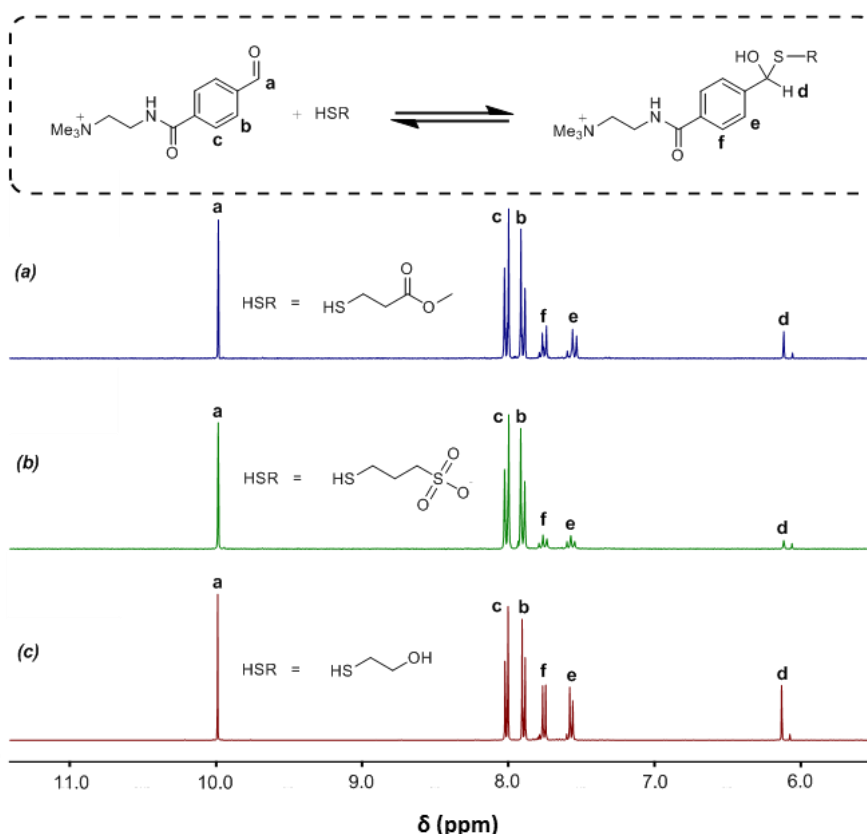 O
a
H
N
+
Me3N
O
b
c
+ HSR
HO S—R
H d
H
N
+
Me3N
O
e
f
a
c b
(a)
HSR =
HS
O
O
f e d
a
c b
(b)
HSR =
HS
O
S
O
O-
f e d
a
c b
(c)
HSR =
HS
OH
f e d
11.0 10.0 9.0 8.0 7.0 6.0
δ (ppm)